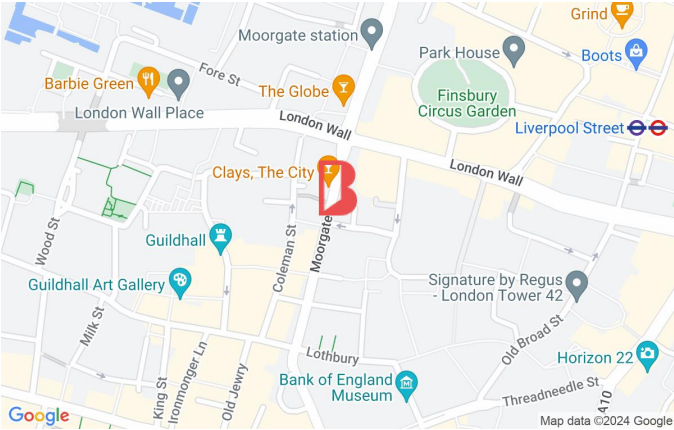 Grind
Moorgate station
Park House
Boots
Fore St
Barbie Green
The Globe
Finsbury
Circus Garden
London Wall Place
London Wall
Liverpool Street
London Wall
Clays, The City
B
Wood St
Moorgate
Coleman St
Guildhall
Guildhall Art Gallery
Signature by Regus
- London Tower 42
Milk St
Old Broad St
Lothbury
Horizon 22
King St
Ironmonger Ln
Old Jewry
Bank of England
Museum
Threadneedle St
A10
Google
Map data ©2024 Google